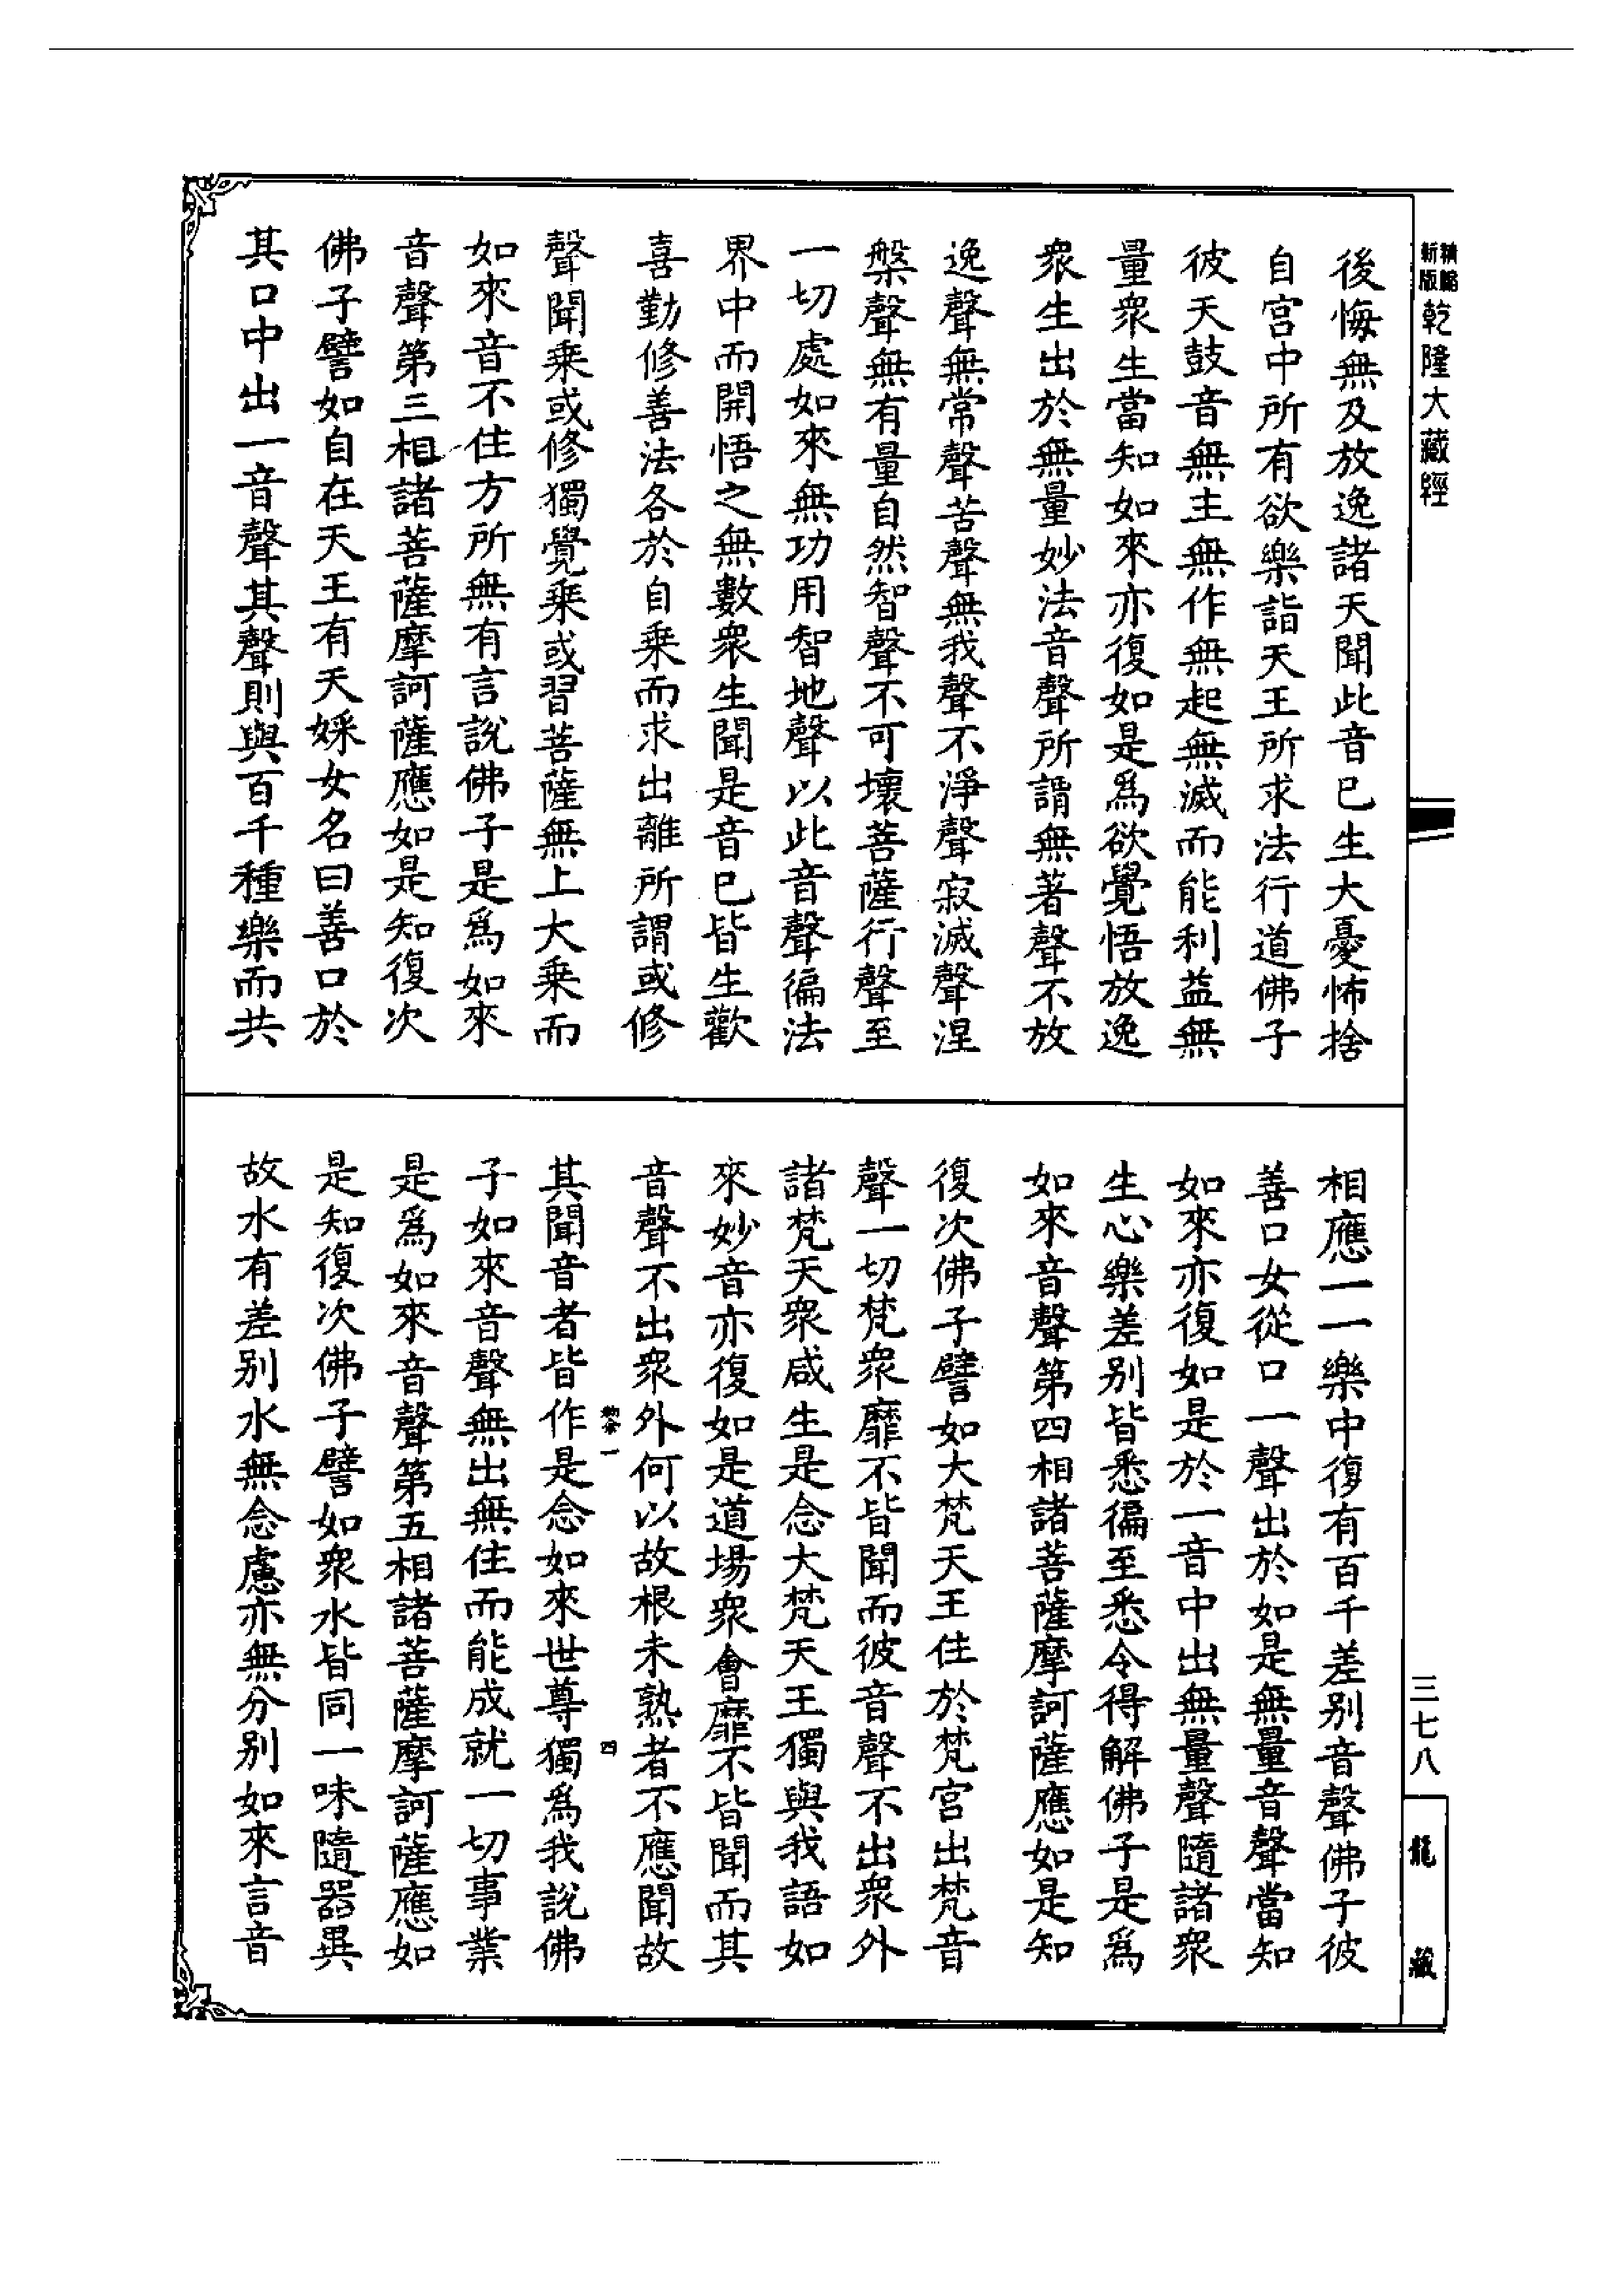 精縮
新版
乾隆大藏經
後悔無及放逸諸天聞此音已生大憂怖捨
自宮中所有欲樂詣天王所求法行道佛子
彼天鼓音無主無作無起無滅而能利益無
量衆生當知如來亦復如是爲欲覺悟放逸
衆生出於無量妙法音聲所謂無著聲不放
逸聲無常聲苦聲無我聲不淨聲寂滅聲涅
槃聲無有量自然智聲不可壞菩薩行聲至
一切處如來無功用智地聲以此音聲徧法
界中而開悟之無數衆生聞是音已皆生歡
喜勤修善法各於自乘而求出離所謂或修
聲聞乘或修獨覺乘或習菩薩無上大乘而
如來音不住方所無有言說佛子是爲如來
音聲第三相諸菩薩摩訶薩應如是知復次
佛子譬如自在天王有天婇女名曰善口於
其口中出一音聲其聲則與百千種樂而共
相應一一樂中復有百千差别音聲佛子彼
善口女從口一聲出於如是無量音聲當知
如來亦復如是於一音中出無量聲隨諸衆
生心樂差别皆悉徧至悉令得解佛子是爲
如來音聲第四相諸菩薩摩訶薩應如是知
復次佛子譬如大梵天王住於梵宮出梵音
聲一切梵衆靡不皆聞而彼音聲不出衆外
諸梵天衆咸生是念大梵天王獨與我語如
來妙音亦復如是道場衆會靡不皆聞而其
音聲不出衆外何以故根未熟者不應聞故
其聞音者皆作是念如來世尊獨爲我說佛
子如來音聲無出無住而能成就一切事業
是爲如來音聲第五相諸菩薩摩訶薩應如
是知復次佛子譬如衆水皆同一味隨器異
故水有差别水無念慮亦無分别如來言音
三七八
龍藏